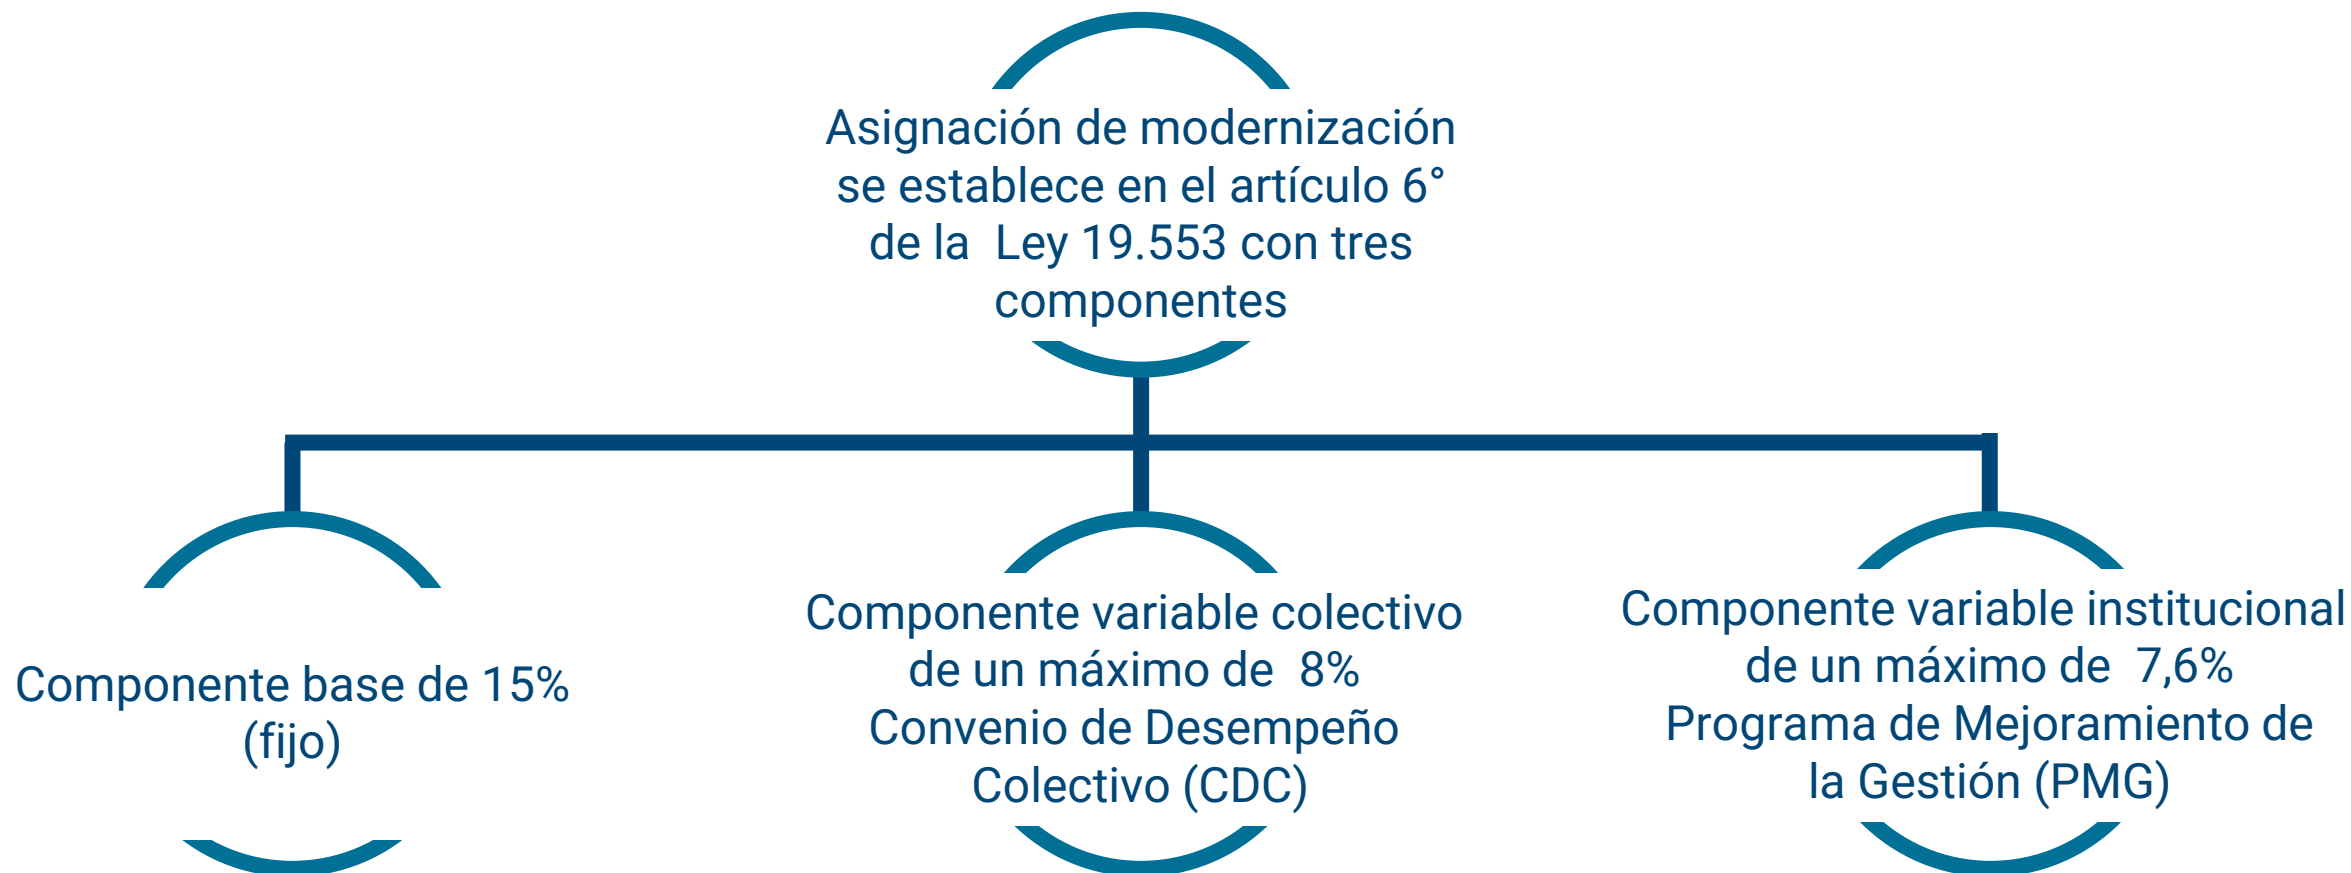 Asignación de modernización
se establece en el artículo 6°
de la  Ley 19.553 con tres
componentes
Componente base de 15%
(fijo)
Componente variable colectivo
de un máximo de  8%
Convenio de Desempeño
Colectivo (CDC)
Componente variable institucional
de un máximo de  7,6%
Programa de Mejoramiento de
la Gestión (PMG)